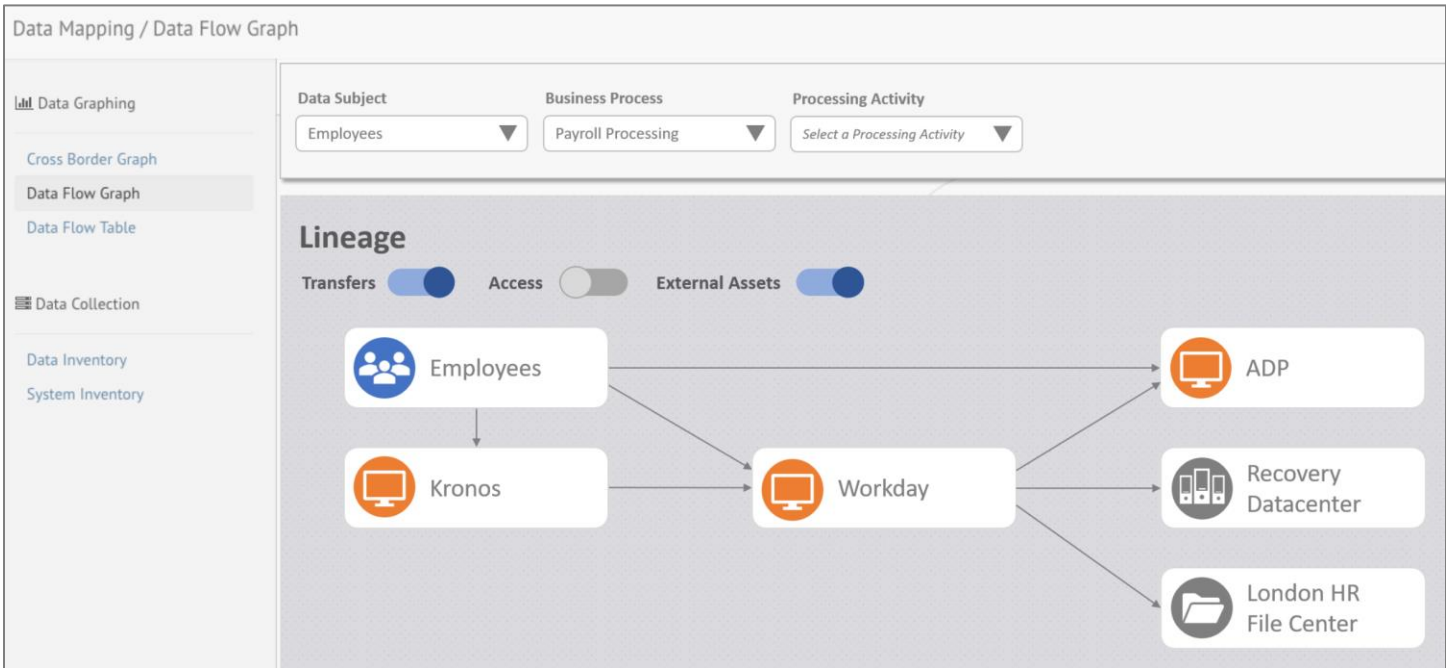 Data Mapping / Data Flow Graph
Data Graphing
Cross Border Graph
Data Flow Graph
Data Flow Table
Data Collection
Data Inventory
System Inventory
Data Subject
Business Process
Processing Activity
Employees
Payroll Processing
Select a Processing Activity
Lineage
Transfers
Access
External Assets
Employees
ADP
Kronos
Workday
Recovery
Datacenter
London HR
File Center